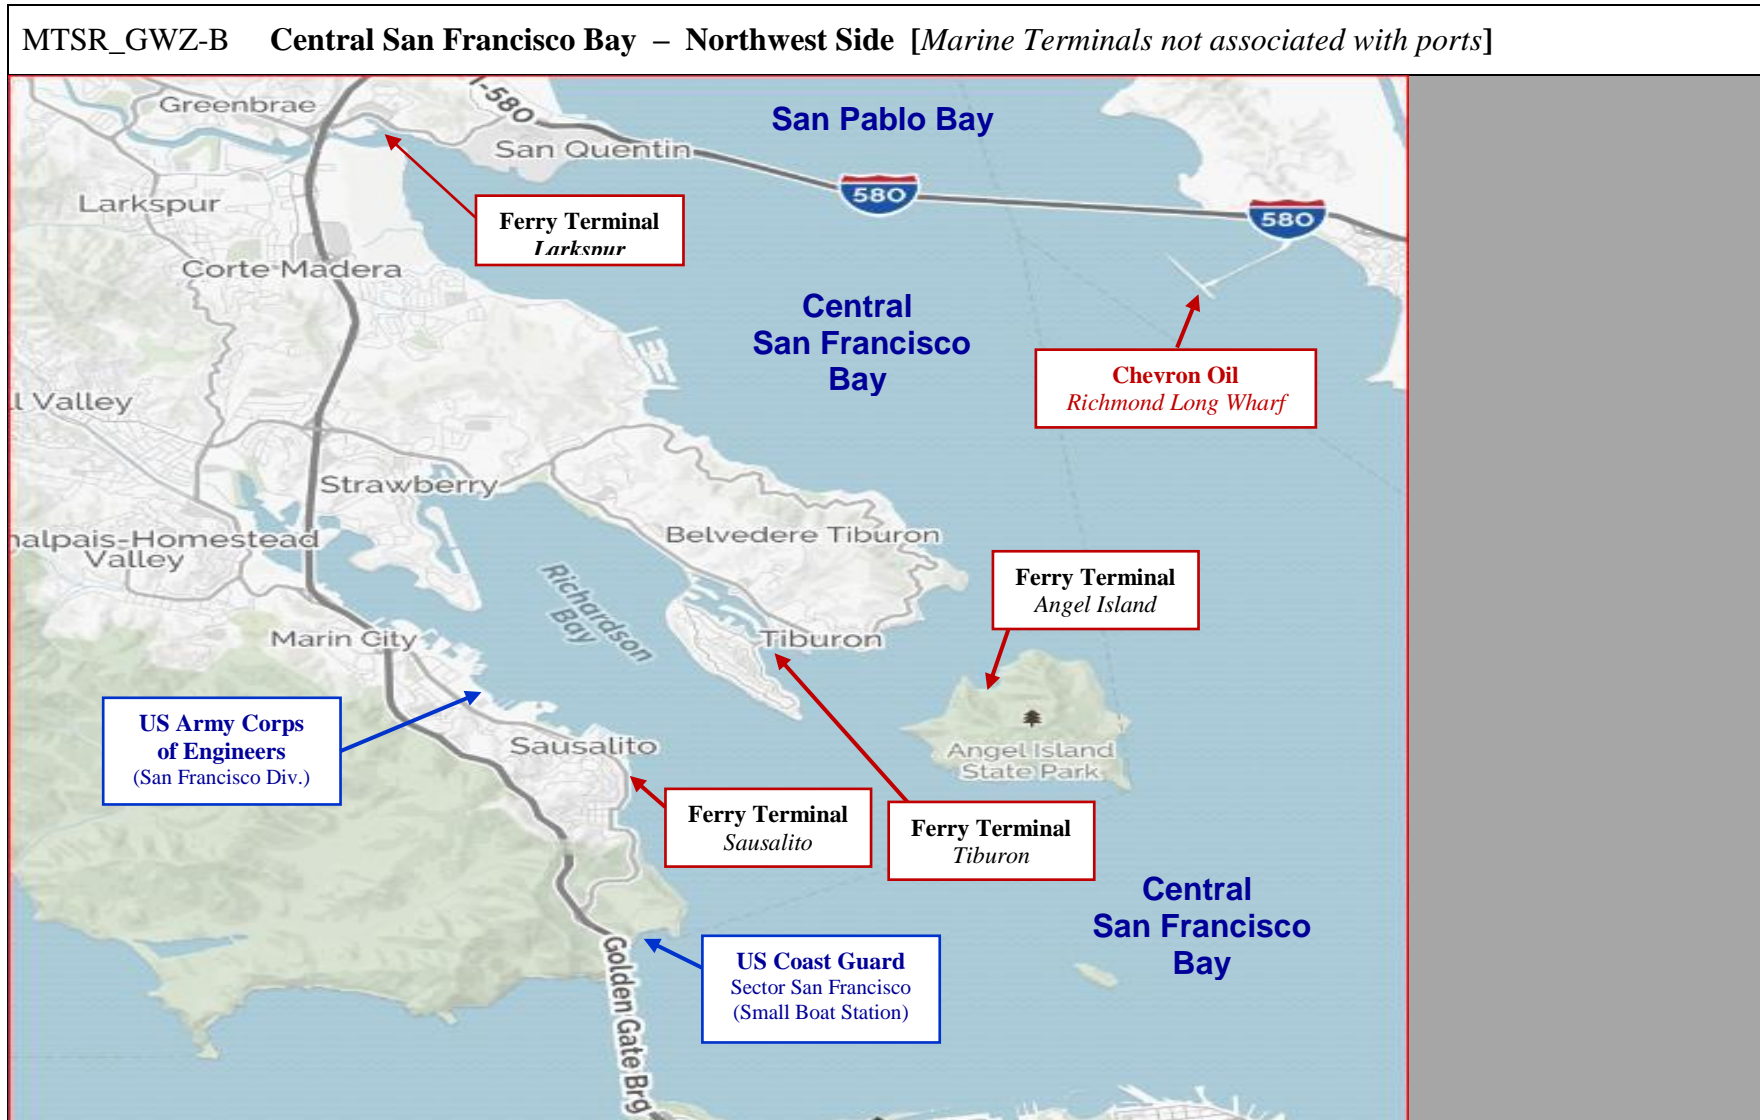 MTSR_GWZ-B Central San Francisco Bay – Northwest Side [Marine Terminals not associated with ports]
Greenbrae
I-580
San Pablo Bay
San Quentin
580
580
Larkspur
Ferry Terminal
Larkspur
Corte Madera
Central
San Francisco
Bay
Chevron Oil
Richmond Long Wharf
l Valley
Strawberry
Belvedere Tiburon
nalpais-Homestead
Valley
Richardson
Bay
Ferry Terminal
Angel Island
Marin City
Tiburon
US Army Corps
of Engineers
(San Francisco Div.)
Sausalito
Angel Island
State Park
Ferry Terminal
Sausalito
Ferry Terminal
Tiburon
Central
San Francisco
Bay
US Coast Guard
Sector San Francisco
(Small Boat Station)
Golden Gate Brg